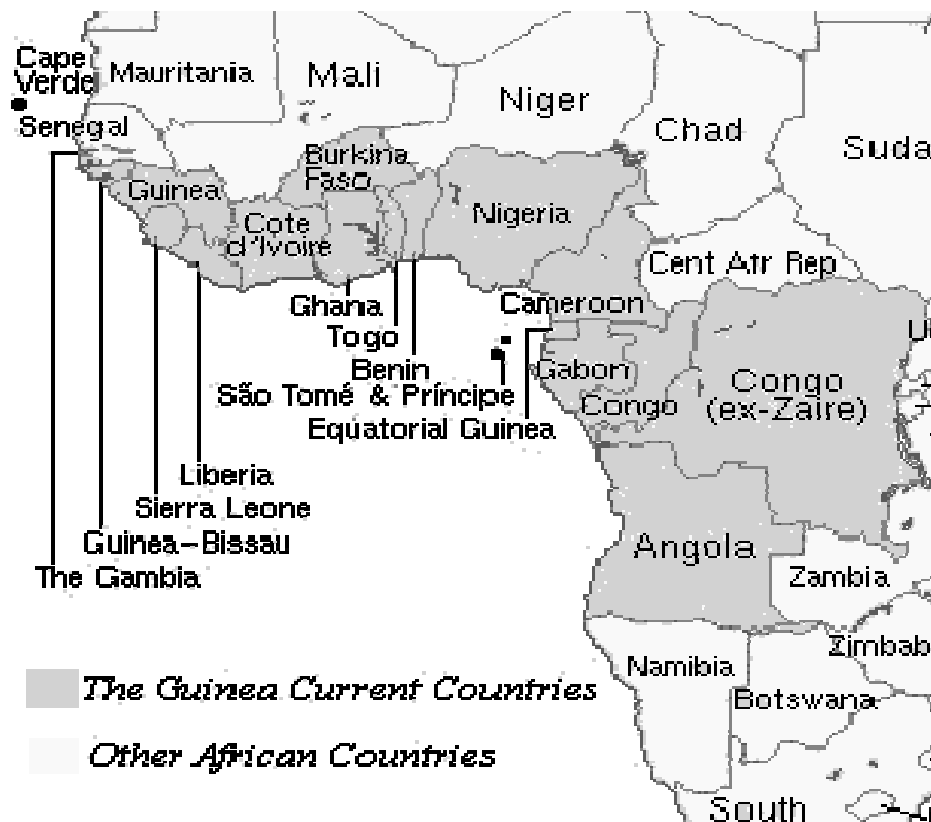 Cape
Verde
Mauritania
Mali
Niger
Chad
Suda
Senegal
Burkina
Faso
Guinea
Nigeria
Cote
d'Ivoire
Cent Afr Rep
Ghana
Cameroon
Togo
Benin
Gabon
São Tomé & Príncipe
Congo
Congo
(ex-Zaire)
Equatorial Guinea
Liberia
Sierra Leone
Guinea-Bissau
The Gambia
Angola
Zambia
Zimbab
Namibia
Botswana
The Guinea Current Countries
Other African Countries
South